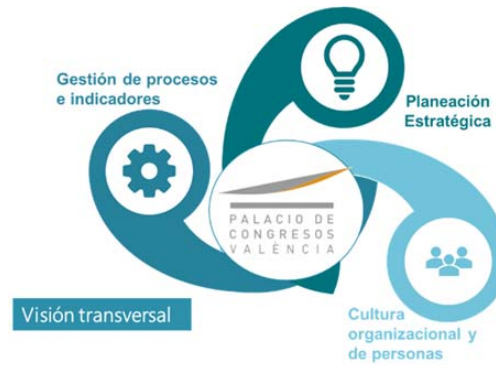 Gestión de procesos
e indicadores
Planeación
Estratégica
PALACIO DE
CONGRESOS
VALÈNCIA
Visión transversal
Cultura
organizacional y
de personas